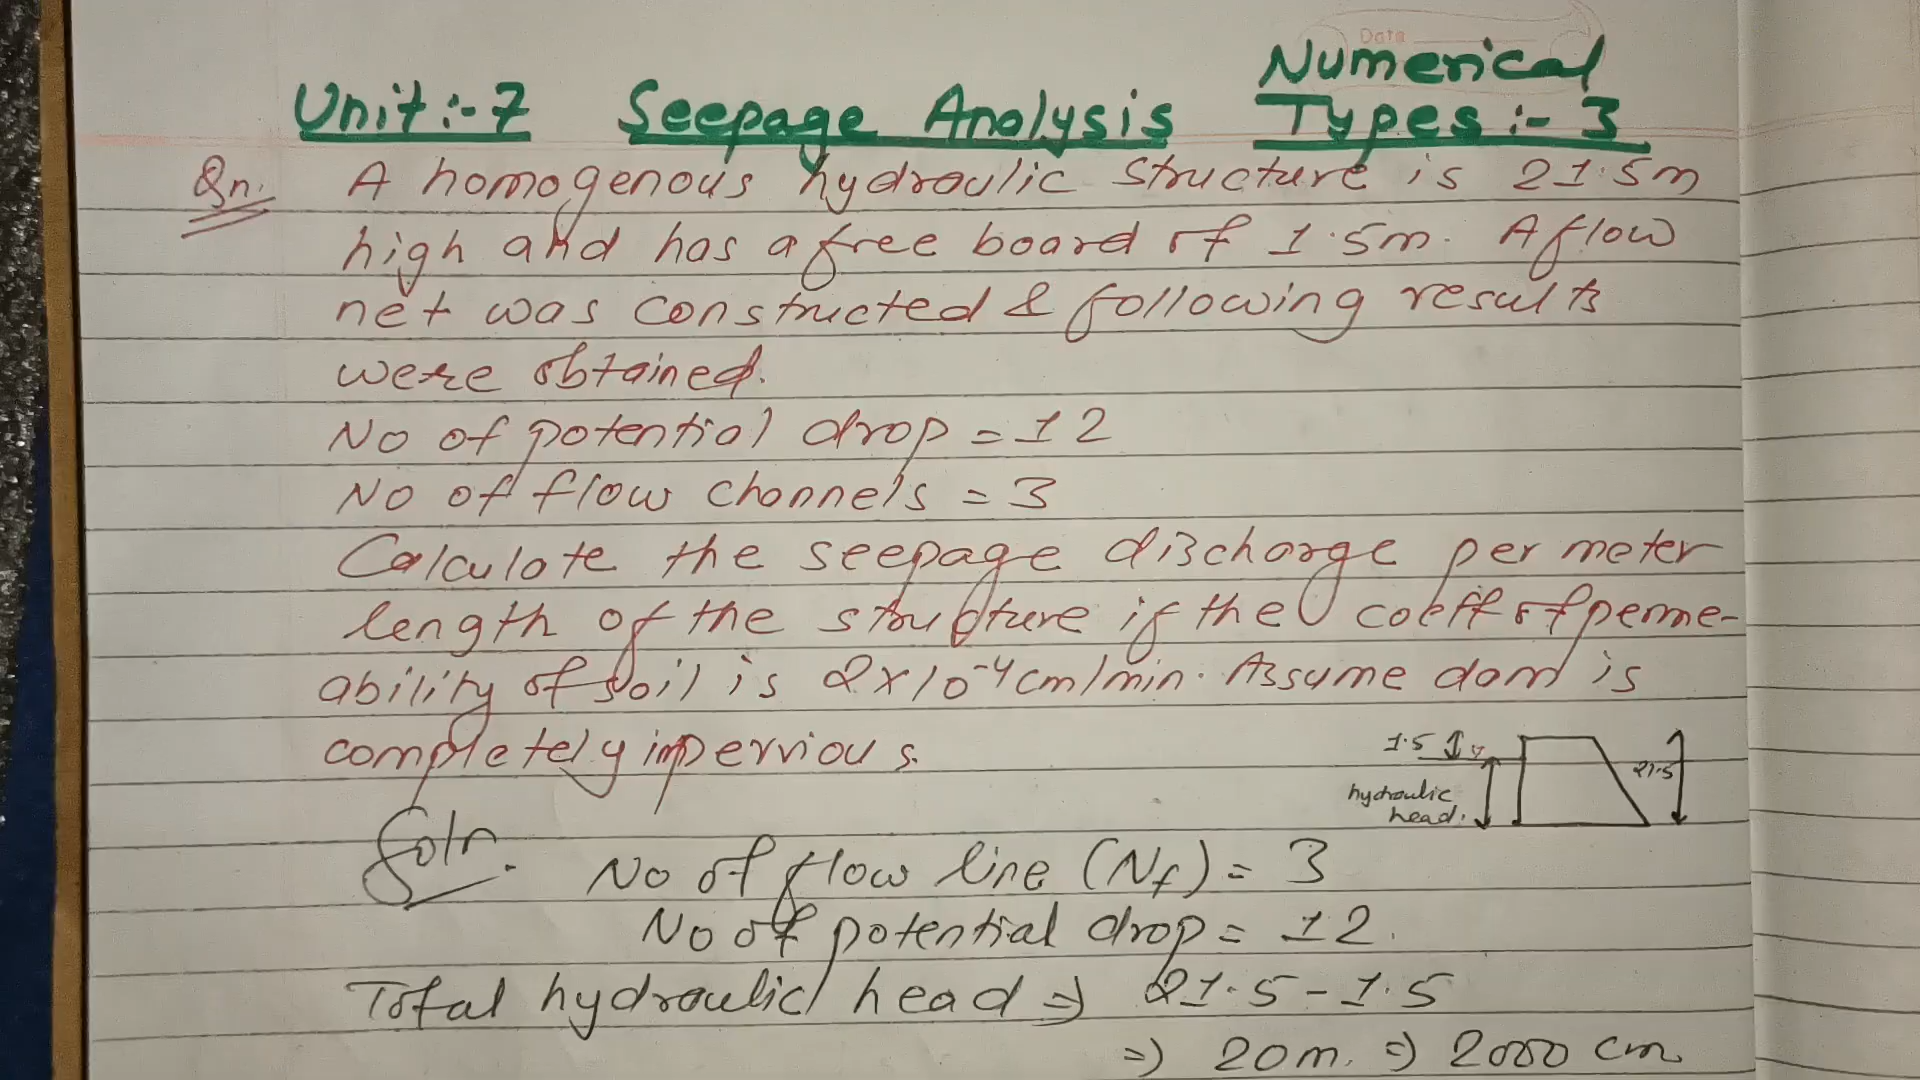 Data
Unit:-7 Seepage Analysis Numerical Types:- 3
Qn. A homogenous hydraulic structure is 21.5m
high and has a free board of 1.5m. A flow
net was constructed & following results
were obtained.
No of potential drop = 12
No of flow channels = 3
Calculate the seepage discharge per meter
length of the structure if the coeff of perme-
ability of soil is 2x10-4 cm/min. Assume dam is
completely impervious.
1.5
21.5
hydraulic
head.
Soln.
No of flow line (Nf) = 3
No of potential drop = 12.
Total hydraulic head => 21.5-1.5
=) 20m. =) 2000 cm